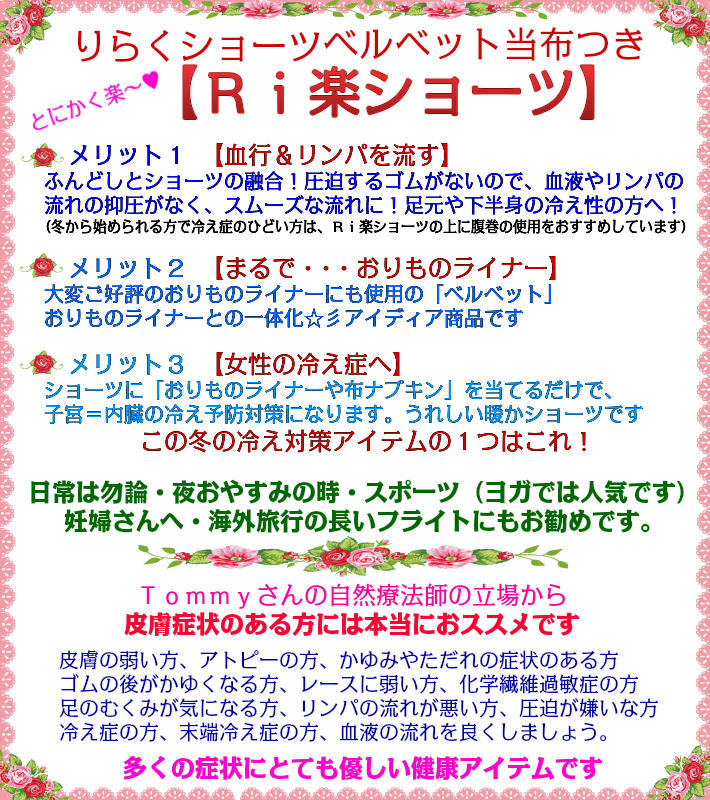 りらくショーツベルベット当布つき
とにかく楽～♥
【Ｒｉ楽ショーツ】
メリット１ 【血行＆リンパを流す】
ふんどしとショーツの融合！圧迫するゴムがないので、血液やリンパの
流れの抑圧がなく、スムーズな流れに！足元や下半身の冷え性の方へ！
（冬から始められる方で冷え症のひどい方は、Ｒｉ楽ショーツの上に腹巻の使用をおすすめしています）
メリット２ 【まるで・・・おりものライナー】
大変ご好評のおりものライナーにも使用の「ベルベット」
おりものライナーとの一体化☆彡アイディア商品です
メリット３ 【女性の冷え症へ】
ショーツに「おりものライナーや布ナプキン」を当てるだけで、
子宮＝内臓の冷え予防対策になります。うれしい暖かショーツです
この冬の冷え対策アイテムの１つはこれ！
日常は勿論・夜おやすみの時・スポーツ（ヨガでは人気です）
妊婦さんへ・海外旅行の長いフライトにもお勧めです。
Ｔｏｍｍｙさんの自然療法師の立場から
皮膚症状のある方には本当におススメです
皮膚の弱い方、アトピーの方、かゆみやただれの症状のある方
ゴムの後がかゆくなる方、レースに弱い方、化学繊維過敏症の方
足のむくみが気になる方、リンパの流れが悪い方、圧迫が嫌いな方
冷え症の方、末端冷え症の方、血液の流れを良くしましょう。
多くの症状にとても優しい健康アイテムです